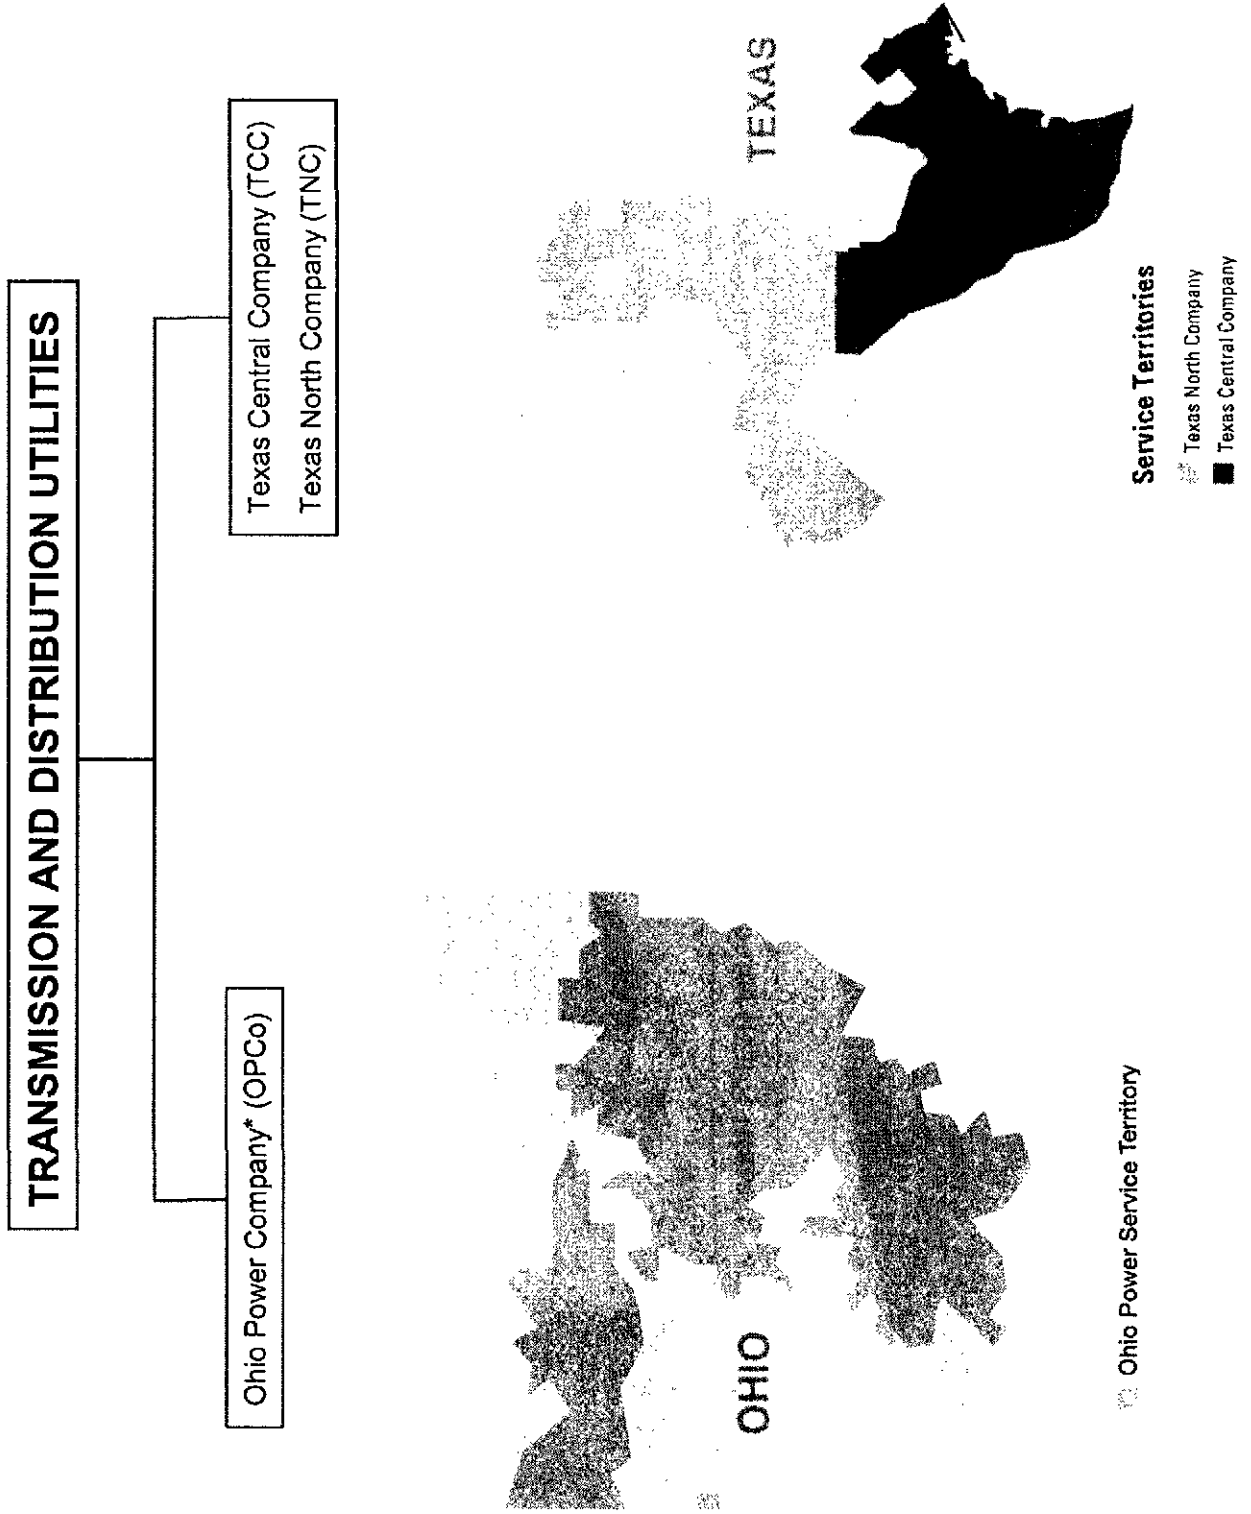 TRANSMISSION AND DISTRIBUTION UTILITIES
Ohio Power Company* (OPCo)
Texas Central Company (TCC)
Texas North Company (TNC)
OHIO
TEXAS
Ohio Power Service Territory
Service Territories
Texas North Company
Texas Central Company